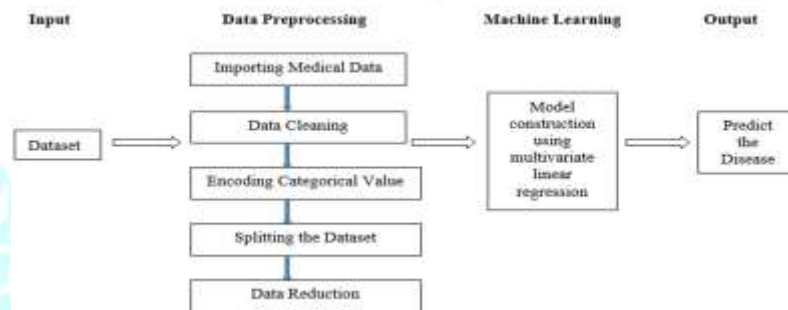 Input
Data Preprocessing
Machine Learning
Output
Importing Medical Data
Data Cleaning
Encoding Categorical Value
Splitting the Dataset
Data Reduction
Dataset
Model
construction
using
multivariate
linear
regression
Predict
the
Disease